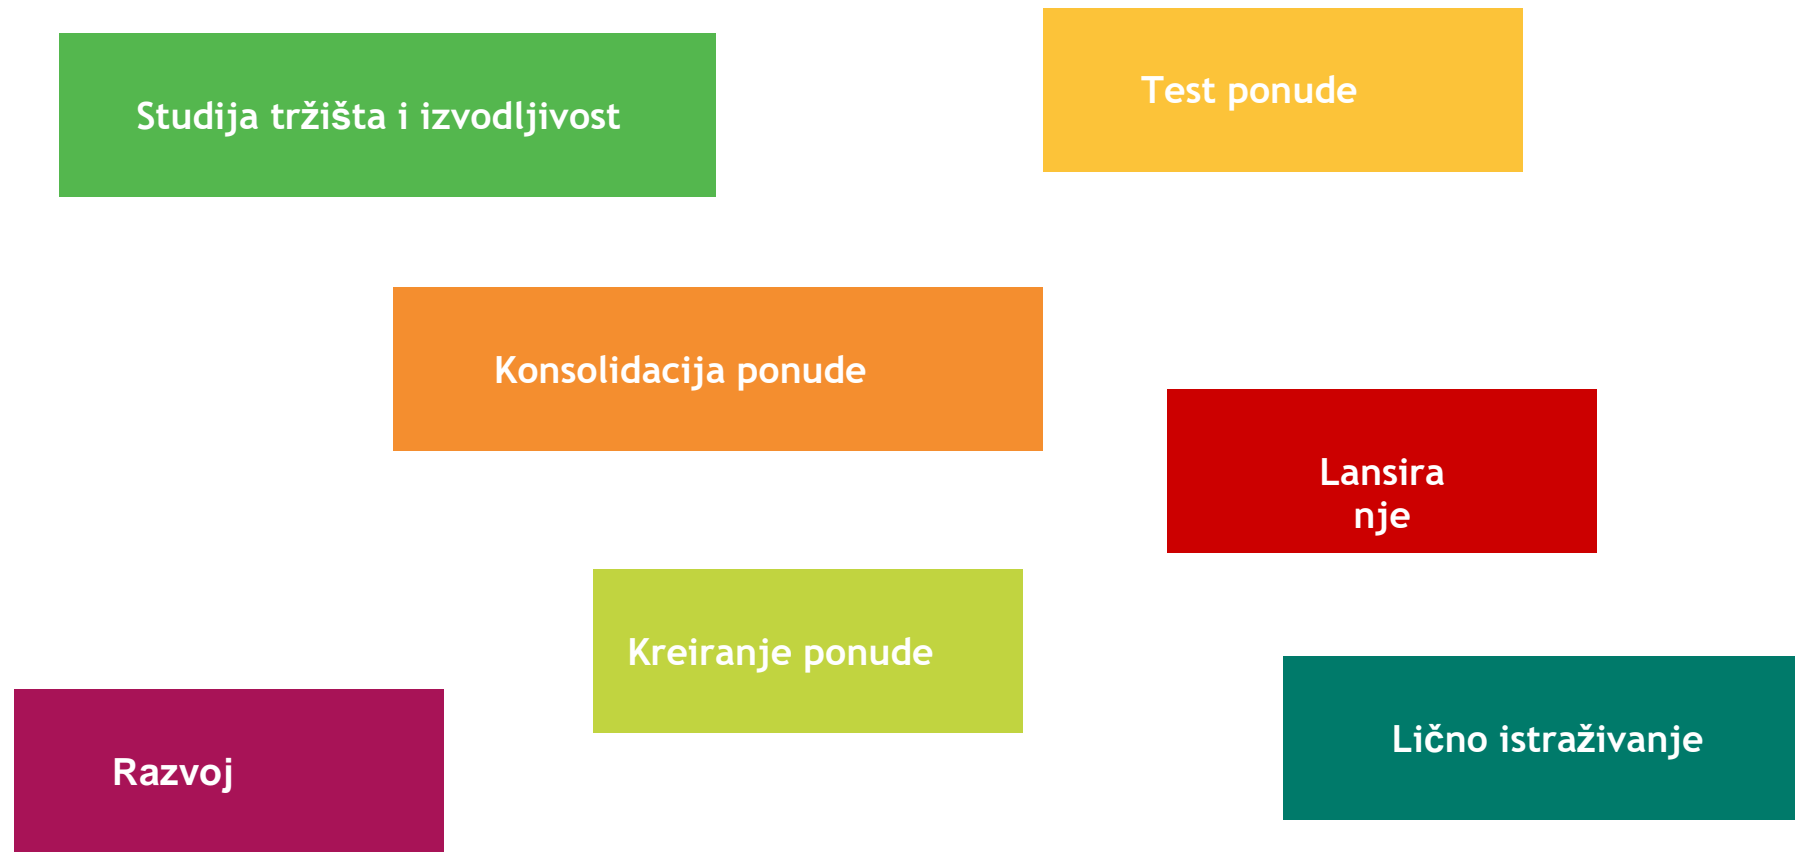 Studija tržišta i izvodljivost
Test ponude
Konsolidacija ponude
Lansira
nje
Kreiranje ponude
Lično istraživanje
Razvoj